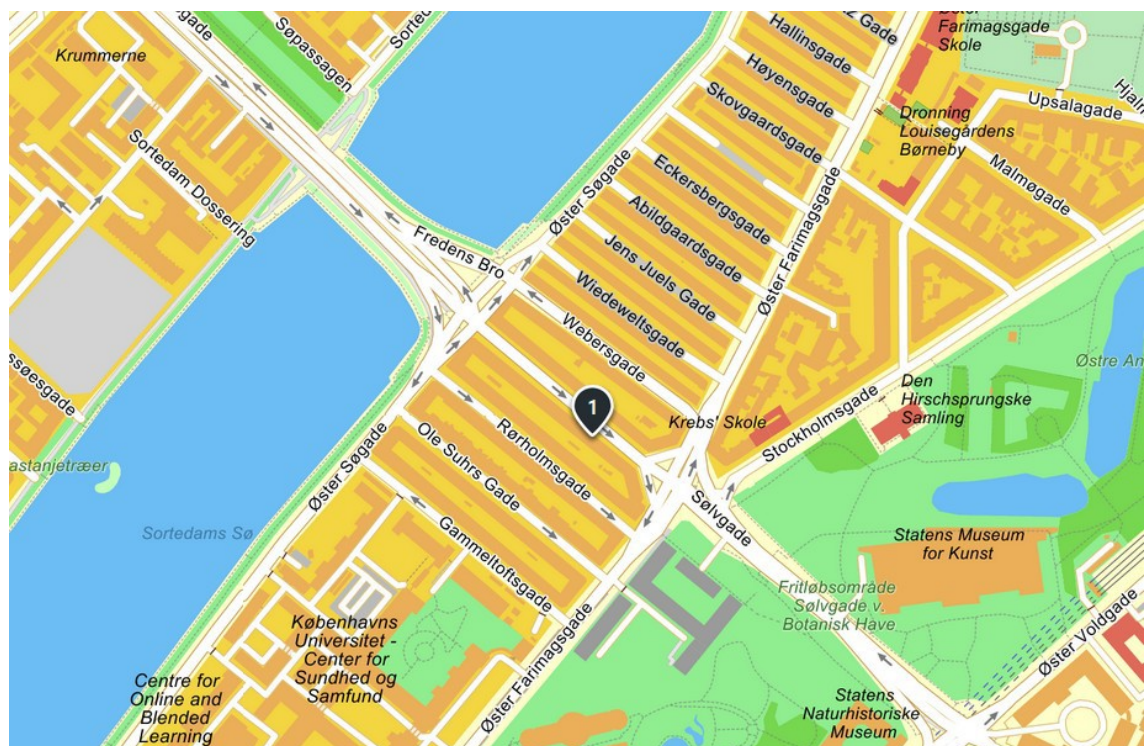 Krummerne
Søpassagen
Sortedam Dossering
Fredens Bro
Øster Søgade
Hallinsgade
Høyensgade
Skovgaardsgade
Eckersbergsgade
Abildgaardsgade
Jens Juels Gade
Wiedeweltsgade
Webersgade
Øster Farimagsgade
Farimagsgade
Skole
Dronning
Louisegårdens
Børneby
Upsalagade
Malmøgade
Stockholmsgade
Den
Hirschsprungske
Samling
Krebs' Skole
1
Rørholmsgade
Ole Suhrs Gade
Gammeltoftsgade
Øster Søgade
Sortedams Sø
Sølvgade
Statens Museum
for Kunst
Fritløbsområde
Sølvgade v.
Botanisk Have
Øster Voldgade
Københavns
Universitet -
Center for
Sundhed og
Samfund
Øster Farimagsgade
Centre for
Online and
Blended
Learning
Statens
Naturhistoriske
Museum